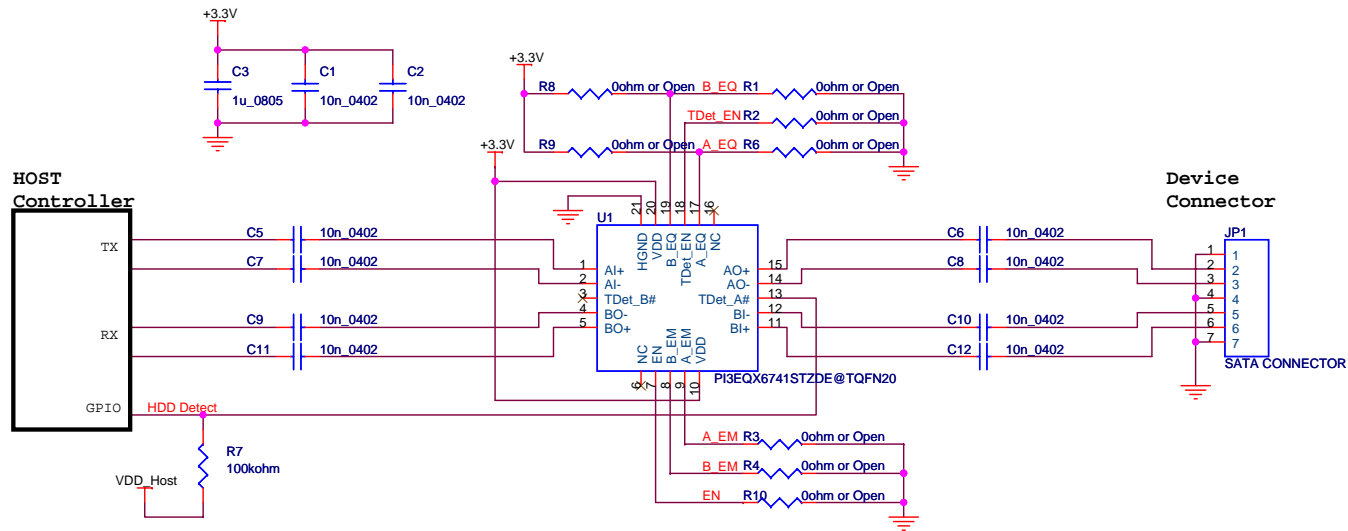 +3.3V
C3
1u_0805
C1
10n_0402
C2
10n_0402
+3.3V
R8 0ohm or Open B_EQ R1 0ohm or Open
TDet_EN R2 0ohm or Open
R9 0ohm or Open A_EQ R6 0ohm or Open
+3.3V
HOST
Controller
TX
RX
GPIO
C5 10n_0402
C7 10n_0402
C9 10n_0402
C11 10n_0402
HDD Detect
R7
100kohm
VDD_Host
U1
21 20 19 18 17 16
HGND VDD B_EQ TDet_EN A_EQ NC
1 AI+
2 AI-
3 TDet_B#
4 BO-
5 BO+
AO+ 15
AO- 14
TDet_A# 13
BI- 12
BI+ 11
NC EN B_EM A_EM VDD
6 7 8 9 10
PI3EQX6741STZDE@TQFN20
C6 10n_0402
C8 10n_0402
C10 10n_0402
C12 10n_0402
Device
Connector
JP1
1 1
2 2
3 3
4 4
5 5
6 6
7 7
SATA CONNECTOR
A_EM R3 0ohm or Open
B_EM R4 0ohm or Open
EN R10 0ohm or Open